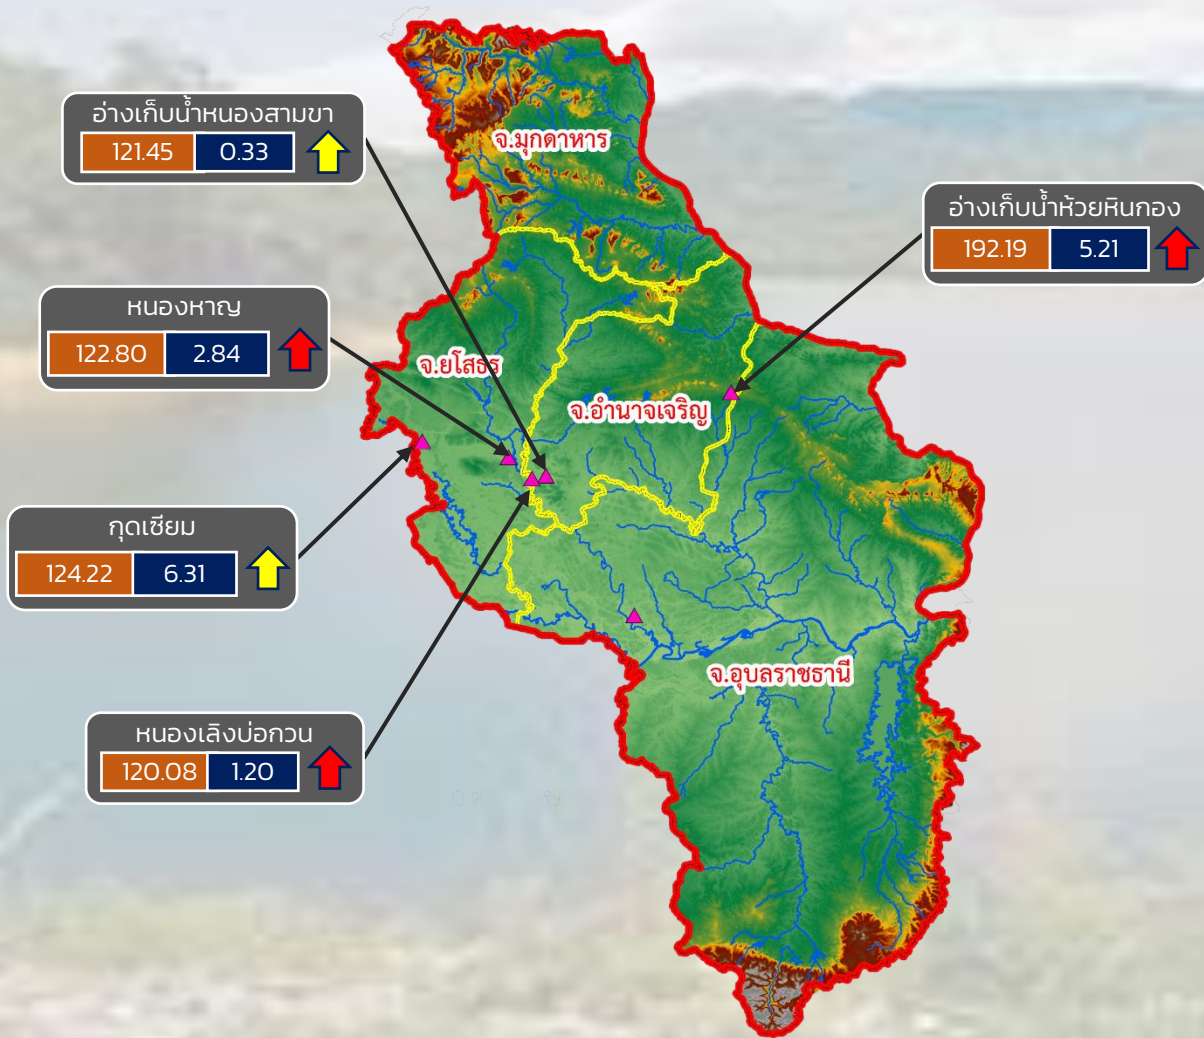 อ่างเก็บน้ำหนองสามขา
121.45 0.33
จ.มุกดาหาร
อ่างเก็บน้ำห้วยหินกอง
192.19 5.21
หนองหาญ
122.80 2.84
จ.ยโสธร
จ.อำนาจเจริญ
กุดเซียม
124.22 6.31
จ.อุบลราชธานี
หนองเลิงบ่อกวน
120.08 1.20